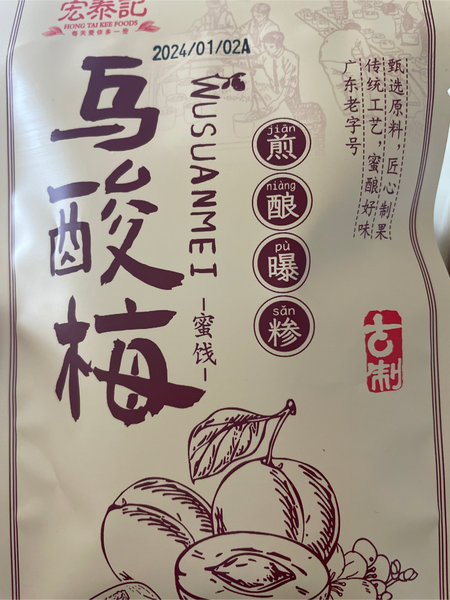 宏泰記
HONG TAI KEE FOODS
每天爱你多一些
2024/01/02A
乌酸梅
WUSUANMEI
蜜饯
jiān
煎
niàng
酿
pù
曝
sǎn
糁
甄选原料，匠心制果
传统工艺，蜜酿好味
广东老字号
古制